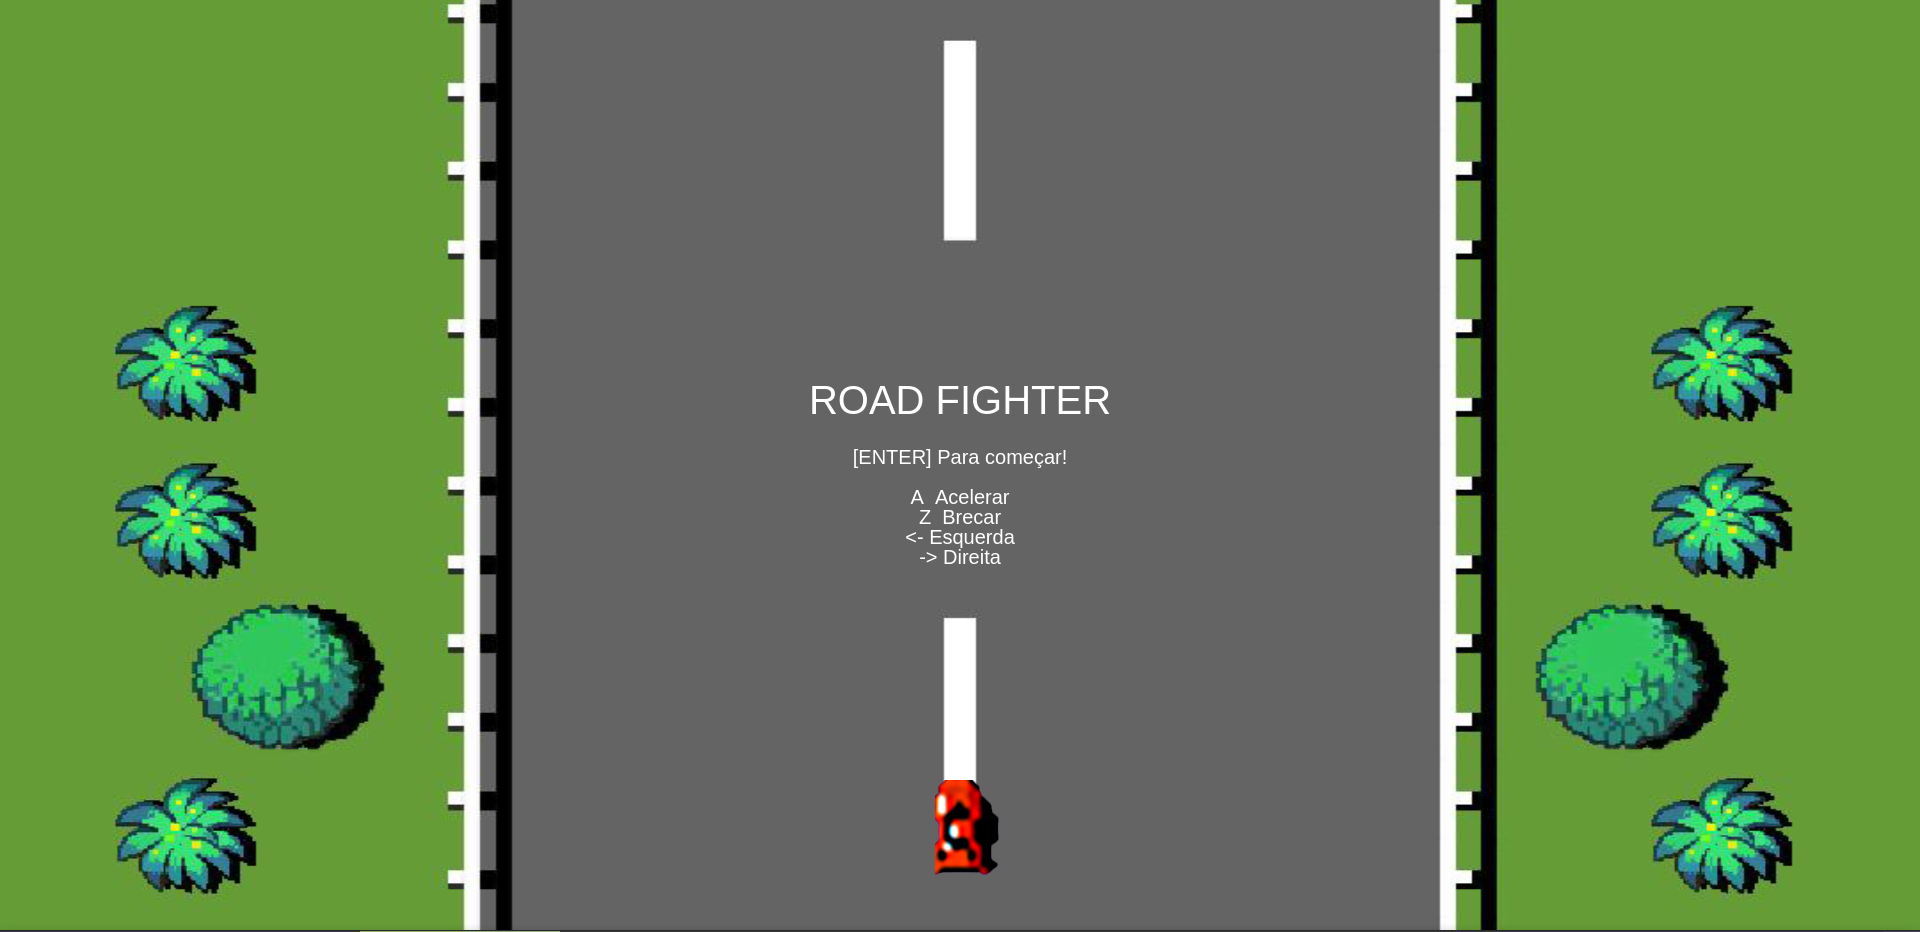 ROAD FIGHTER
[ENTER] Para começar!
A  Acelerar
Z  Brecar
<- Esquerda
-> Direita